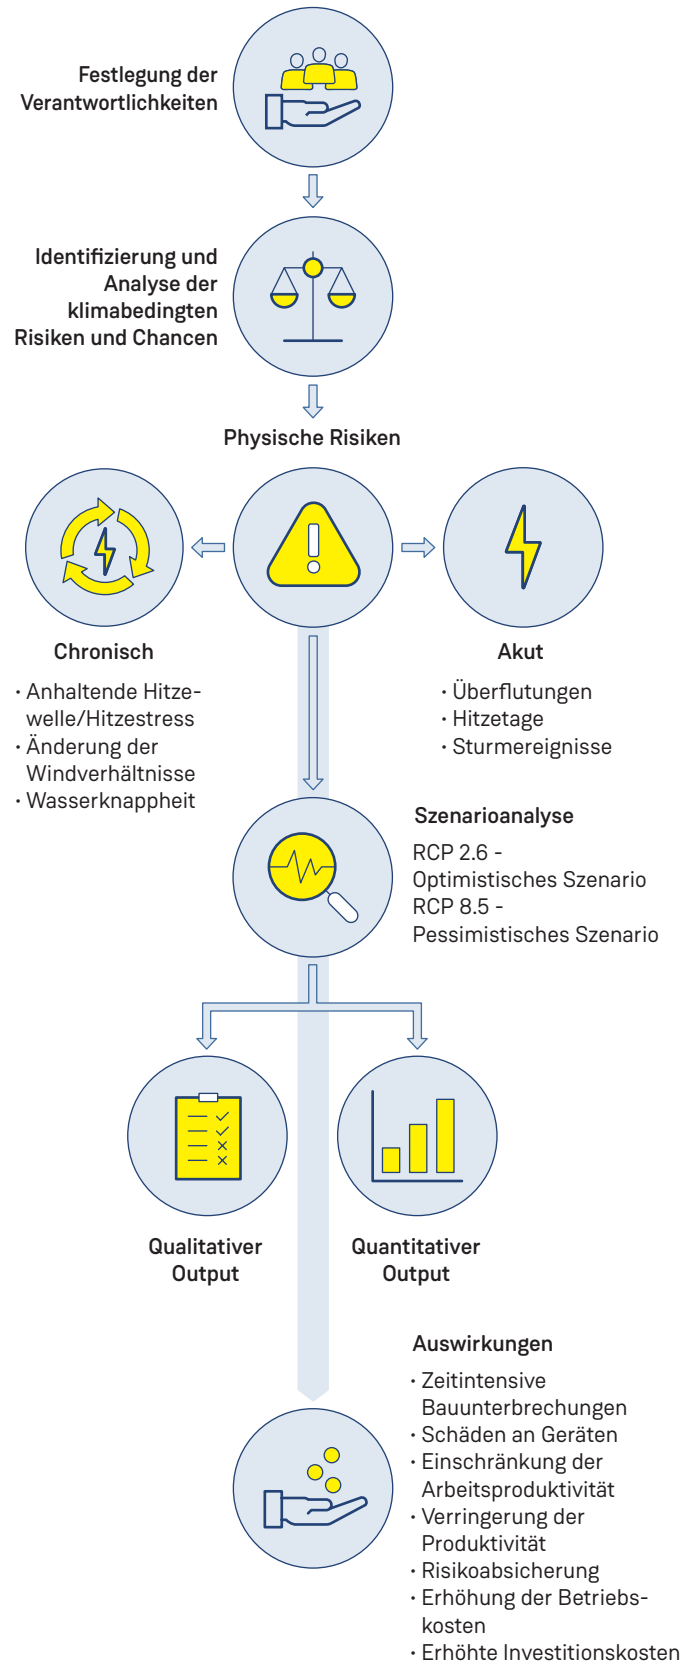 Festlegung der
Verantwortlichkeiten
Identifizierung und
Analyse der
klimabedingten
Risiken und Chancen
Physische Risiken
Chronisch
· Anhaltende Hitze-
welle/Hitzestress
· Änderung der
Windverhältnisse
· Wasserknappheit
Akut
· Überflutungen
· Hitzetage
· Sturmereignisse
Szenarioanalyse
RCP 2.6 -
Optimistisches Szenario
RCP 8.5 -
Pessimistisches Szenario
Qualitativer
Output
Quantitativer
Output
Auswirkungen
· Zeitintensive
Bauunterbrechungen
· Schäden an Geräten
· Einschränkung der
Arbeitsproduktivität
· Verringerung der
Produktivität
· Risikoabsicherung
· Erhöhung der Betriebs-
kosten
· Erhöhte Investitionskosten